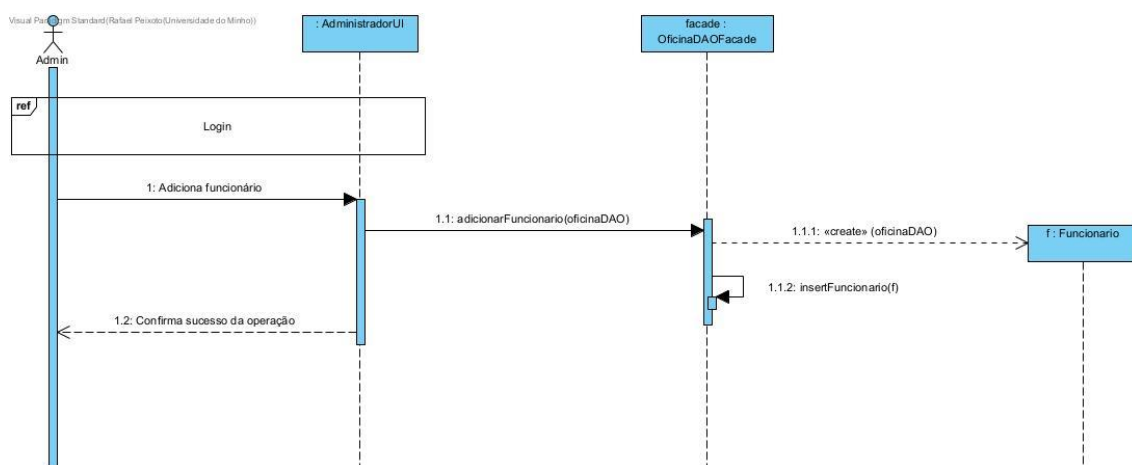 Visual Paradigm Standard(Rafael Peixoto(Universidade do Minho))
Admin
: AdministradorUI
facade :
OficinaDAOFacade
ref
Login
1: Adiciona funcionário
1.1: adicionarFuncionario(oficinaDAO)
1.1.1: «create» (oficinaDAO)
f : Funcionario
1.1.2: insertFuncionario(f)
1.2: Confirma sucesso da operação